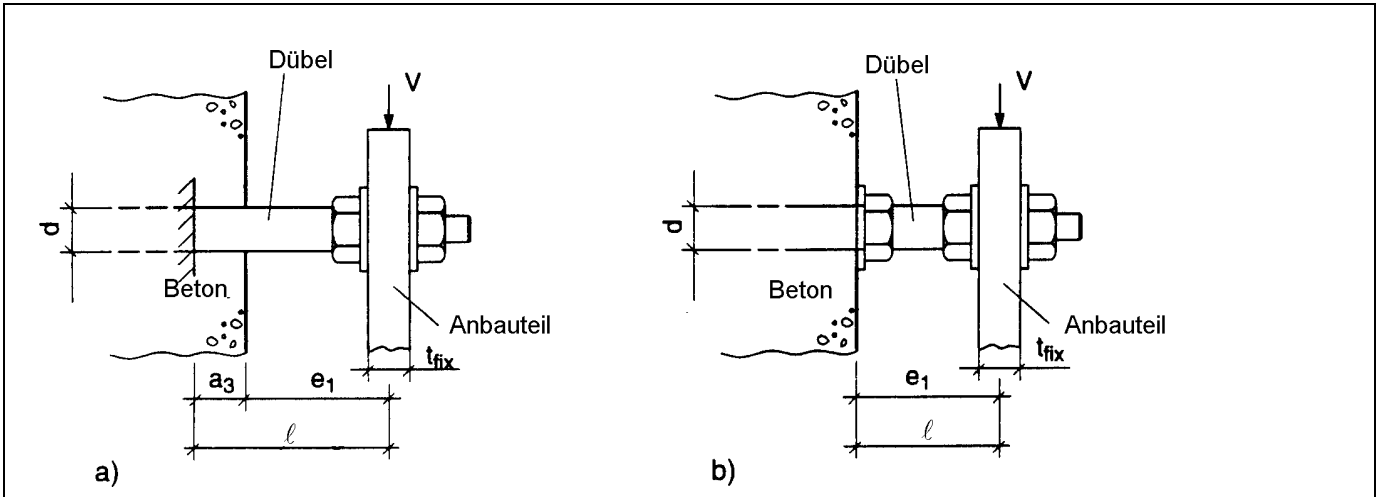 Dübel
V
d
Beton
Anbauteil
t_fix
a_3
e_1
ℓ
a)
Dübel
V
d
Beton
Anbauteil
t_fix
e_1
ℓ
b)